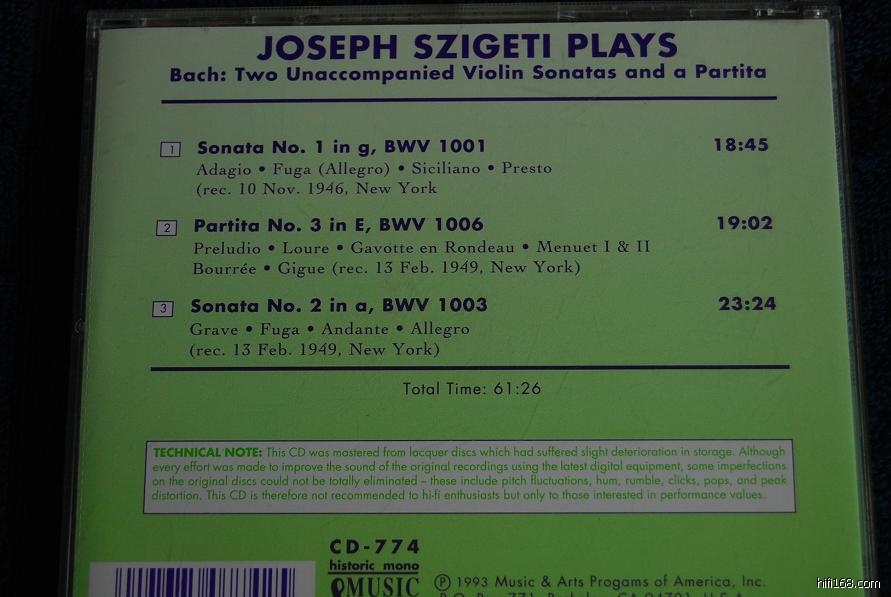 JOSEPH SZIGETI PLAYS
Bach: Two Unaccompanied Violin Sonatas and a Partita
1 Sonata No. 1 in g, BWV 1001 18:45
Adagio • Fuga (Allegro) • Siciliano • Presto
(rec. 10 Nov. 1946, New York
2 Partita No. 3 in E, BWV 1006 19:02
Preludio • Loure • Gavotte en Rondeau • Menuet I & II
Bourrée • Gigue (rec. 13 Feb. 1949, New York)
3 Sonata No. 2 in a, BWV 1003 23:24
Grave • Fuga • Andante • Allegro
(rec. 13 Feb. 1949, New York)
Total Time: 61:26
TECHNICAL NOTE: This CD was mastered from lacquer discs which had suffered slight deterioration in storage. Although
every effort was made to improve the sound of the original recordings using the latest digital equipment, some imperfections
on the original discs could not be totally eliminated – these include pitch fluctuations, hum, rumble, clicks, pops, and peak
distortion. This CD is therefore not recommended to hi-fi enthusiasts but only to those interested in performance values.
CD-774
historic mono
MUSIC
℗ 1993 Music & Arts Progams of America, Inc.
hifi168.com